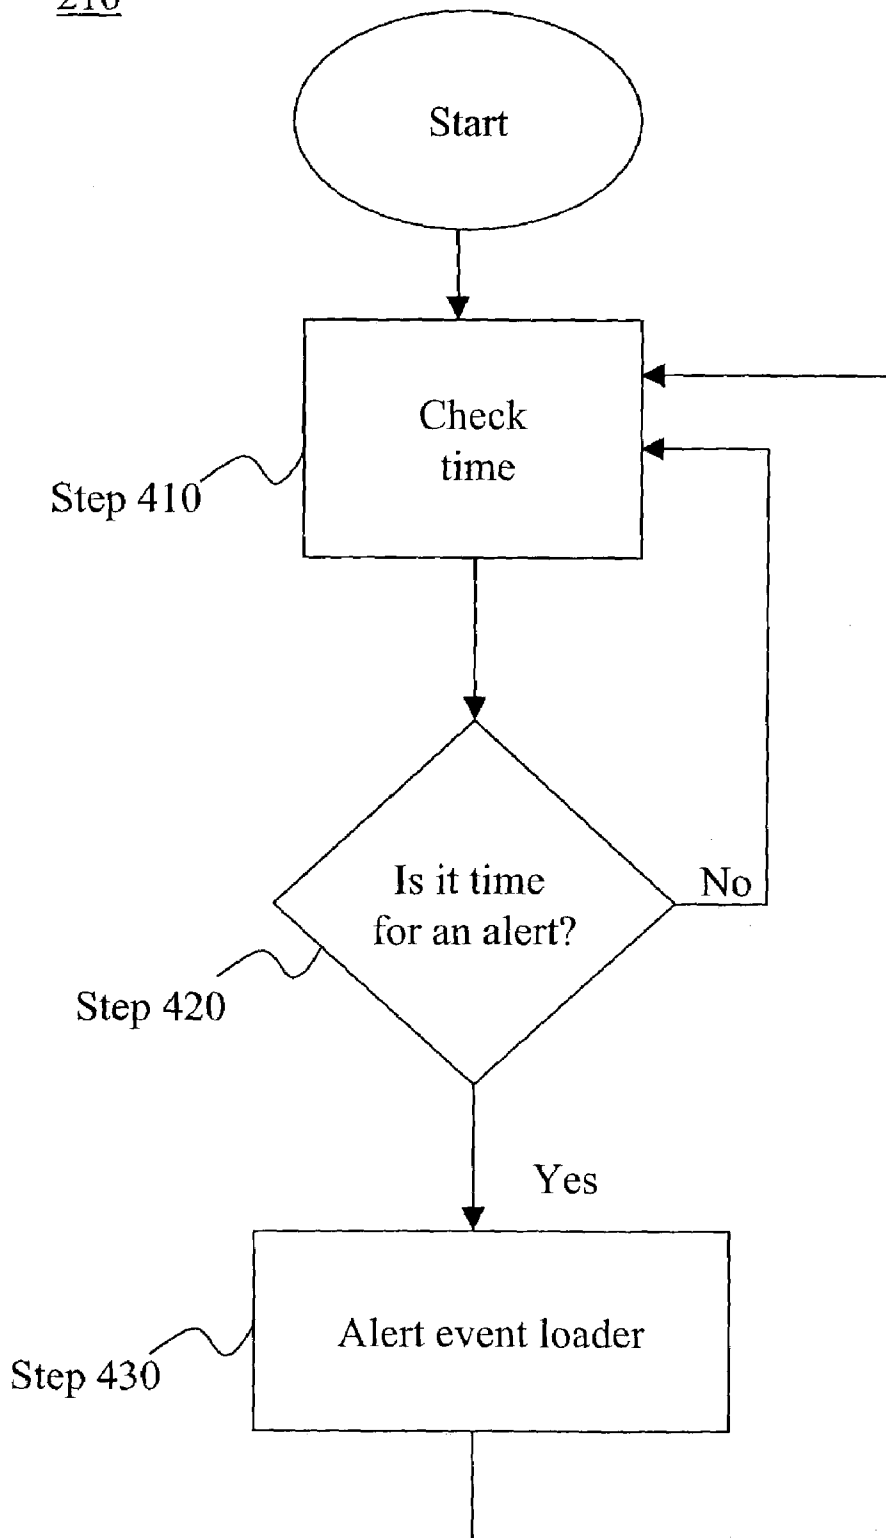 210
Start
Check
time
Step 410
Is it time
for an alert?
No
Step 420
Yes
Alert event loader
Step 430